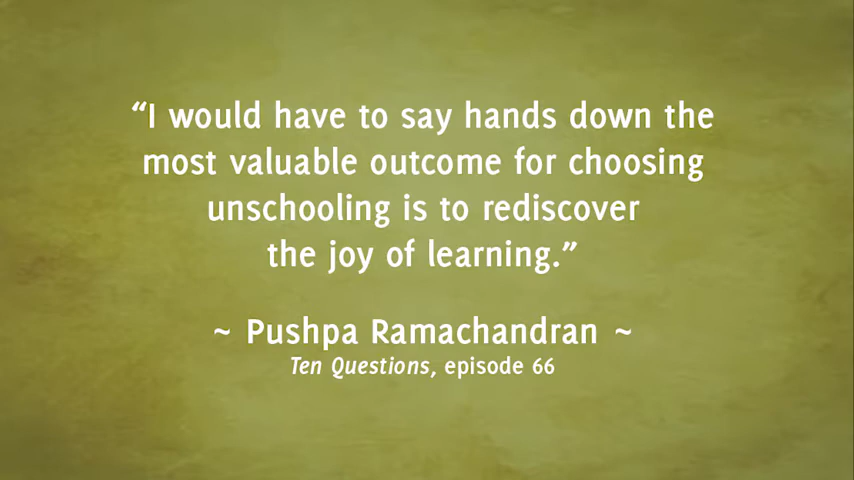 “I would have to say hands down the
most valuable outcome for choosing
unschooling is to rediscover
the joy of learning.”
~ Pushpa Ramachandran ~
Ten Questions, episode 66